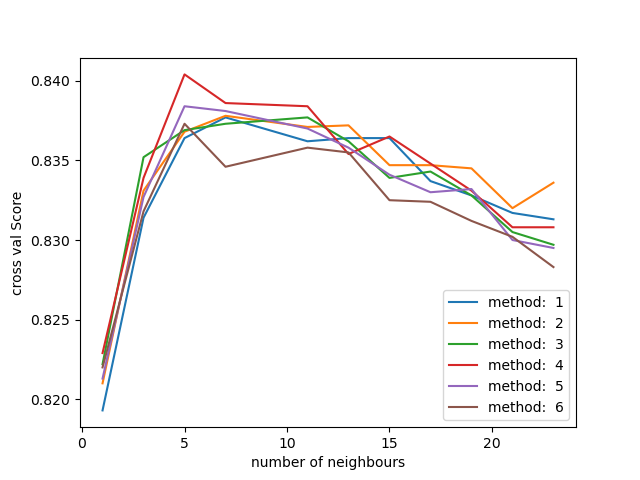 0.840
0.835
0.830
0.825
0.820
cross val Score
0
5
10
15
20
number of neighbours
method:  1
method:  2
method:  3
method:  4
method:  5
method:  6